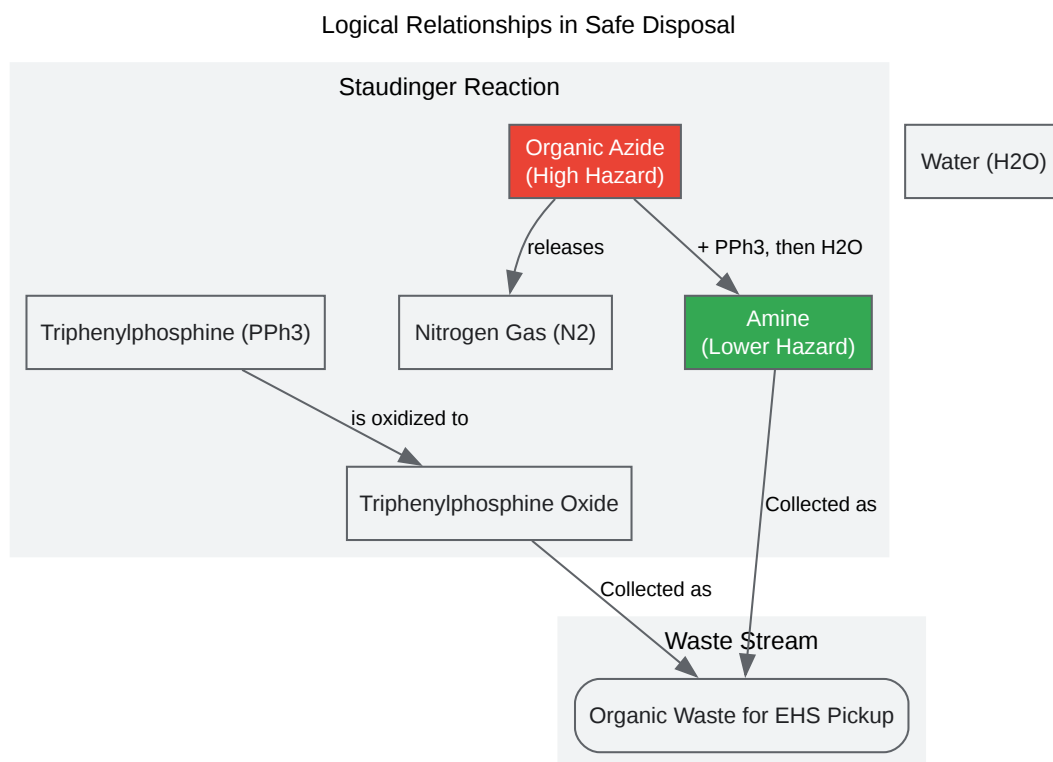 Logical Relationships in Safe Disposal
Staudinger Reaction
Organic Azide
(High Hazard)
Water (H2O)
releases
+ PPh3, then H2O
Triphenylphosphine (PPh3)
Nitrogen Gas (N2)
Amine
(Lower Hazard)
is oxidized to
Triphenylphosphine Oxide
Collected as
Collected as
Waste Stream
Organic Waste for EHS Pickup